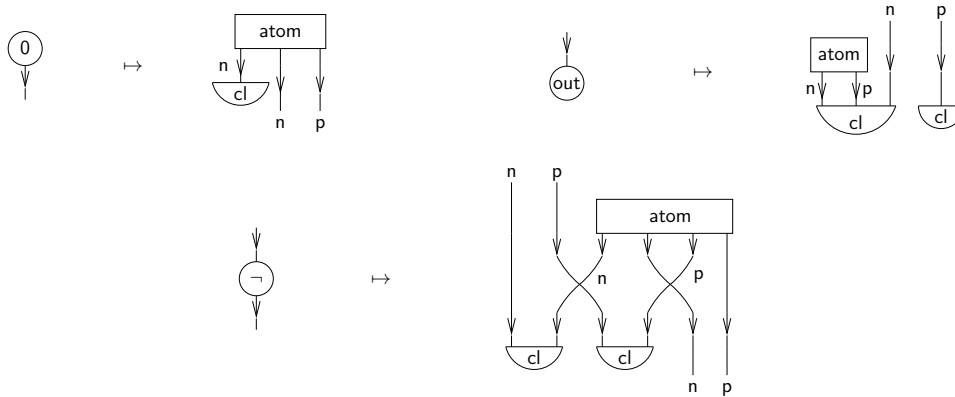 0 ↦ atom n cl n p
out ↦ n p atom n p cl cl
¬ ↦ n p atom n p cl cl n p